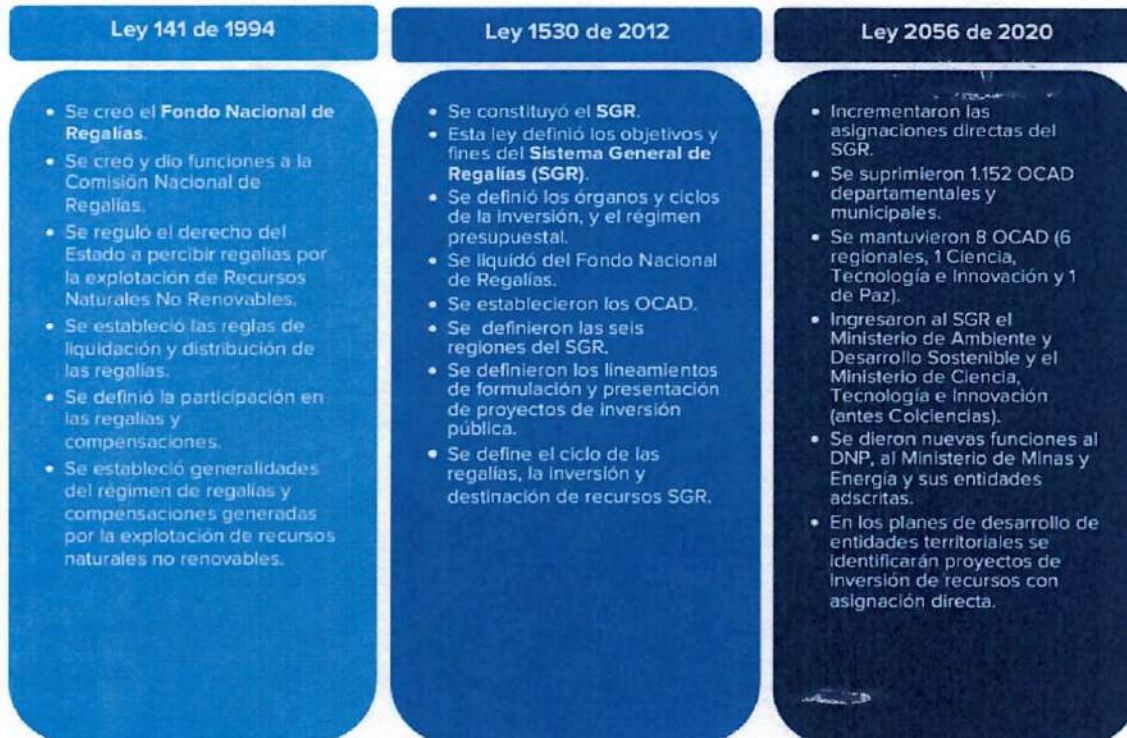 Ley 141 de 1994
• Se creó el Fondo Nacional de
Regalías.
• Se creó y dio funciones a la
Comisión Nacional de
Regalías.
• Se reguló el derecho del
Estado a percibir regalías por
la explotación de Recursos
Naturales No Renovables.
• Se estableció las reglas de
liquidación y distribución de
las regalías.
• Se definió la participación en
las regalías y
compensaciones.
• Se estableció generalidades
del régimen de regalías y
compensaciones generadas
por la explotación de recursos
naturales no renovables.
Ley 1530 de 2012
• Se constituyó el SGR.
• Esta ley definió los objetivos y
fines del Sistema General de
Regalías (SGR).
• Se definió los órganos y ciclos
de la inversión, y el régimen
presupuestal.
• Se liquidó del Fondo Nacional
de Regalías.
• Se establecieron los OCAD.
• Se definieron las seis
regiones del SGR.
• Se definieron los lineamientos
de formulación y presentación
de proyectos de inversión
pública.
• Se define el ciclo de las
regalías, la inversión y
destinación de recursos SGR.
Ley 2056 de 2020
• Incrementaron las
asignaciones directas del
SGR.
• Se suprimieron 1.152 OCAD
departamentales y
municipales.
• Se mantuvieron 8 OCAD (6
regionales, 1 Ciencia,
Tecnología e Innovación y 1
de Paz).
• Ingresaron al SGR el
Ministerio de Ambiente y
Desarrollo Sostenible y el
Ministerio de Ciencia,
Tecnología e Innovación
(antes Colciencias).
• Se dieron nuevas funciones al
DNP, al Ministerio de Minas y
Energía y sus entidades
adscritas.
• En los planes de desarrollo de
entidades territoriales se
identificarán proyectos de
inversión de recursos con
asignación directa.